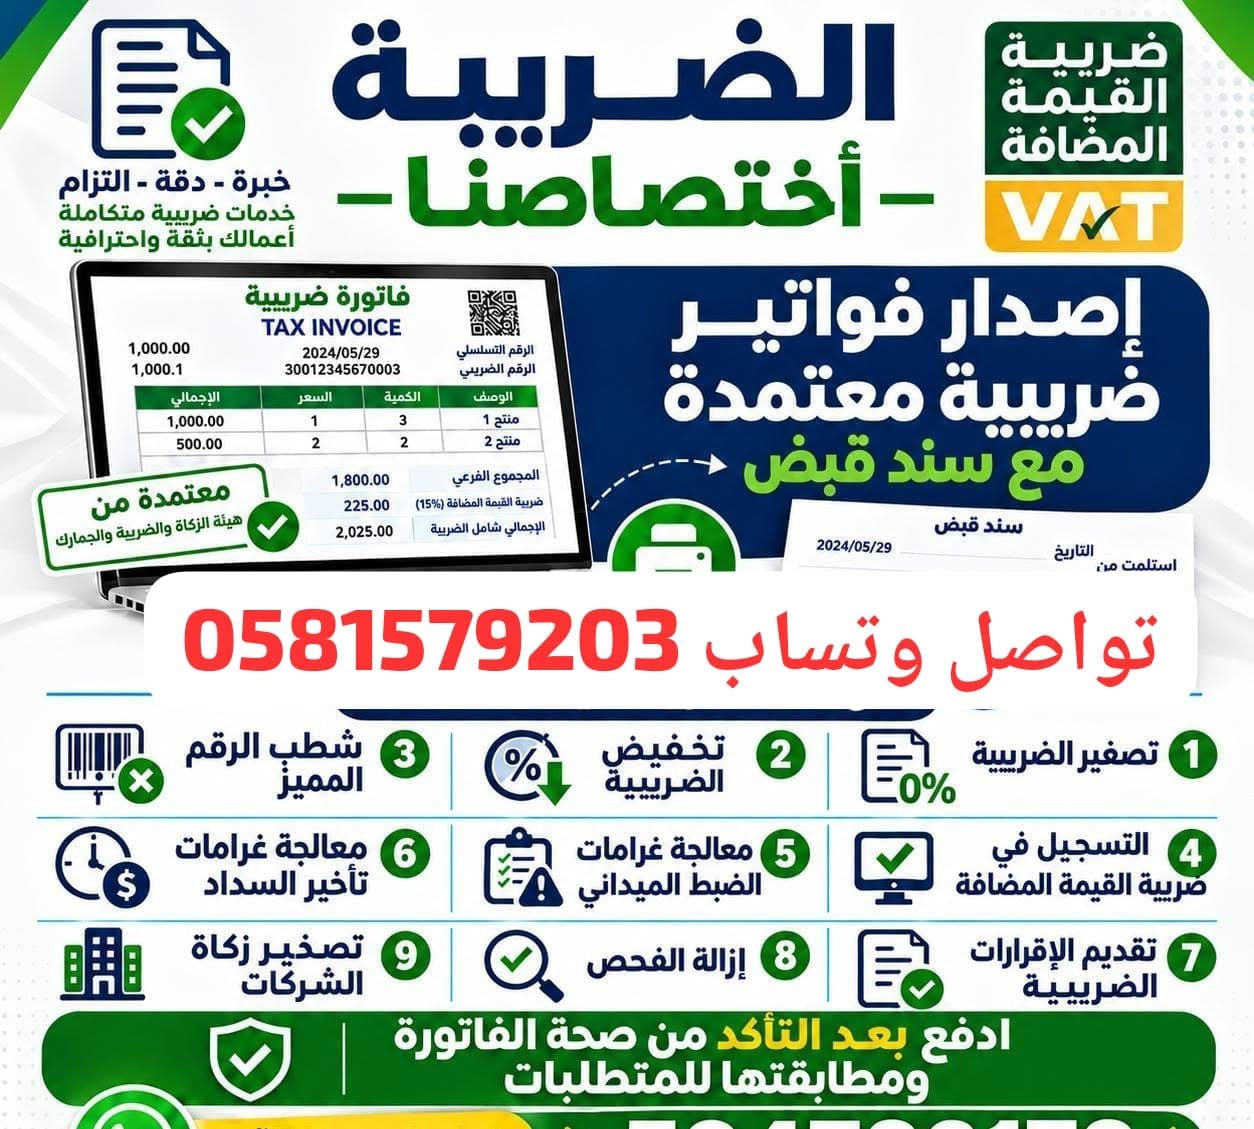 الضريبة
- أختصاصنا -
ضريبة
القيمة
المضافة
VAT
خبرة - دقة - التزام
خدمات ضريبية متكاملة
أعمالك بثقة واحترافية
إصدار فواتير
ضريبية معتمدة
مع سند قبض
فاتورة ضريبية
TAX INVOICE
الرقم التسلسلي 2024/05/29 1,000.00
الرقم الضريبي 30012345670003 1,000.1
الوصف الكمية السعر الإجمالي
منتج 1 3 1 1,000.00
منتج 2 2 2 500.00
المجموع الفرعي 1,800.00
ضريبة القيمة المضافة (15%) 225.00
الإجمالي شامل الضريبة 2,025.00
معتمدة من
هيئة الزكاة والضريبة والجمارك
سند قبض
التاريخ 2024/05/29
استلمت من
تواصل وتساب 0581579203
1 تصفير الضريبية
0%
2 تخفيض
الضريبية
%
3 شطب الرقم
المميز
4 التسجيل في
ضريبة القيمة المضافة
5 معالجة غرامات
الضبط الميداني
6 معالجة غرامات
تأخير السداد
$
7 تقديم الإقرارات
الضريبية
8 إزالة الفحص
9 تصخير زكاة
الشركات
ادفع بعد التأكد من صحة الفاتورة
ومطابقتها للمتطلبات